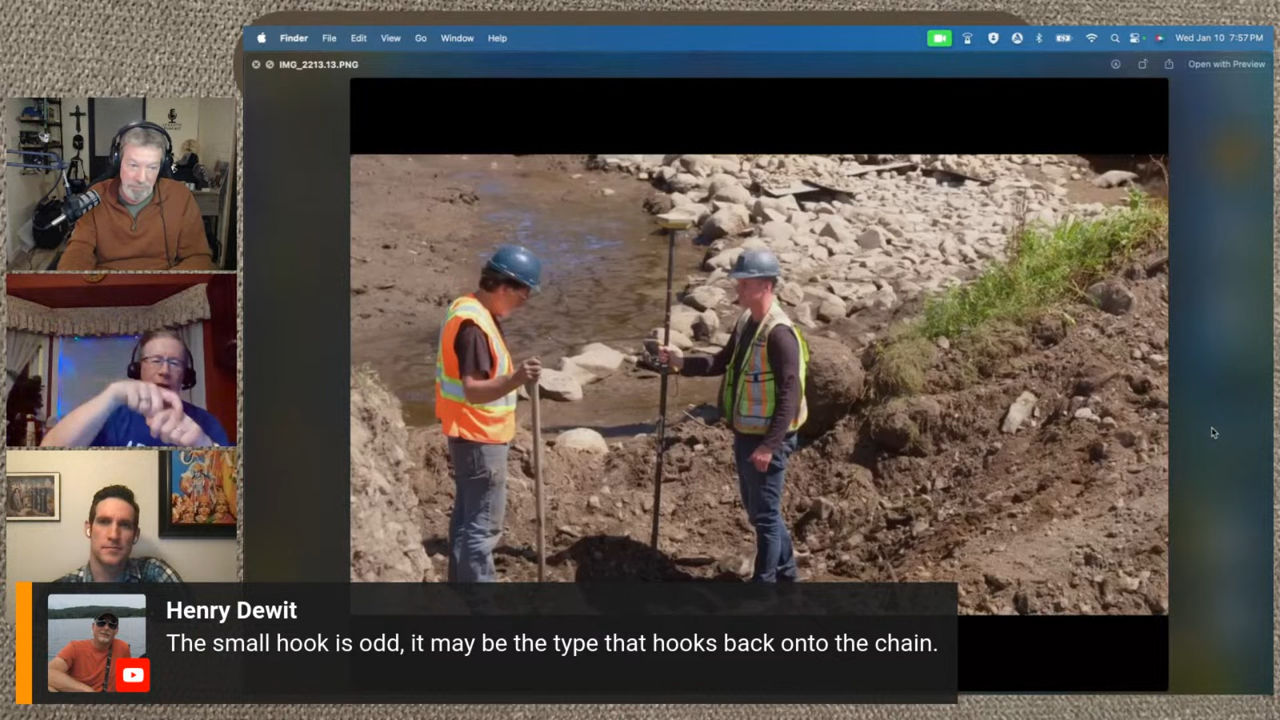 Finder File Edit View Go Window Help
Wed Jan 10 7:57 PM
IMG_2213.13.PNG
Open with Preview
Henry Dewit
The small hook is odd, it may be the type that hooks back onto the chain.